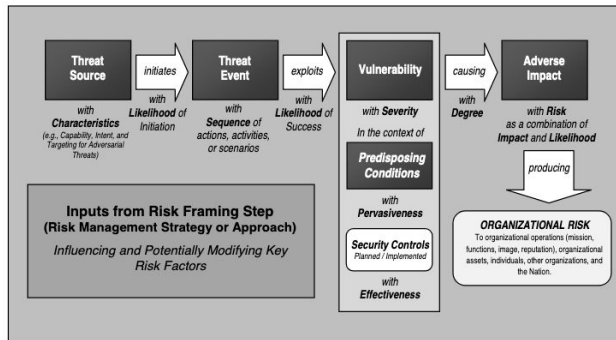 Threat
Source
initiates
Threat
Event
exploits
Vulnerability
causing
Adverse
Impact
with
Characteristics
(e.g., Capability, Intent, and
Targeting for Adversarial
Threats)
with
Likelihood of
Initiation
with
Sequence of
actions, activities,
or scenarios
with
Likelihood of
Success
with Severity
In the context of
Predisposing
Conditions
with
Pervasiveness
Security Controls
Planned / Implemented
with
Effectiveness
with
Degree
with Risk
as a combination of
Impact and Likelihood
producing
Inputs from Risk Framing Step
(Risk Management Strategy or Approach)
Influencing and Potentially Modifying Key
Risk Factors
ORGANIZATIONAL RISK
To organizational operations (mission,
functions, image, reputation), organizational
assets, individuals, other organizations, and
the Nation.